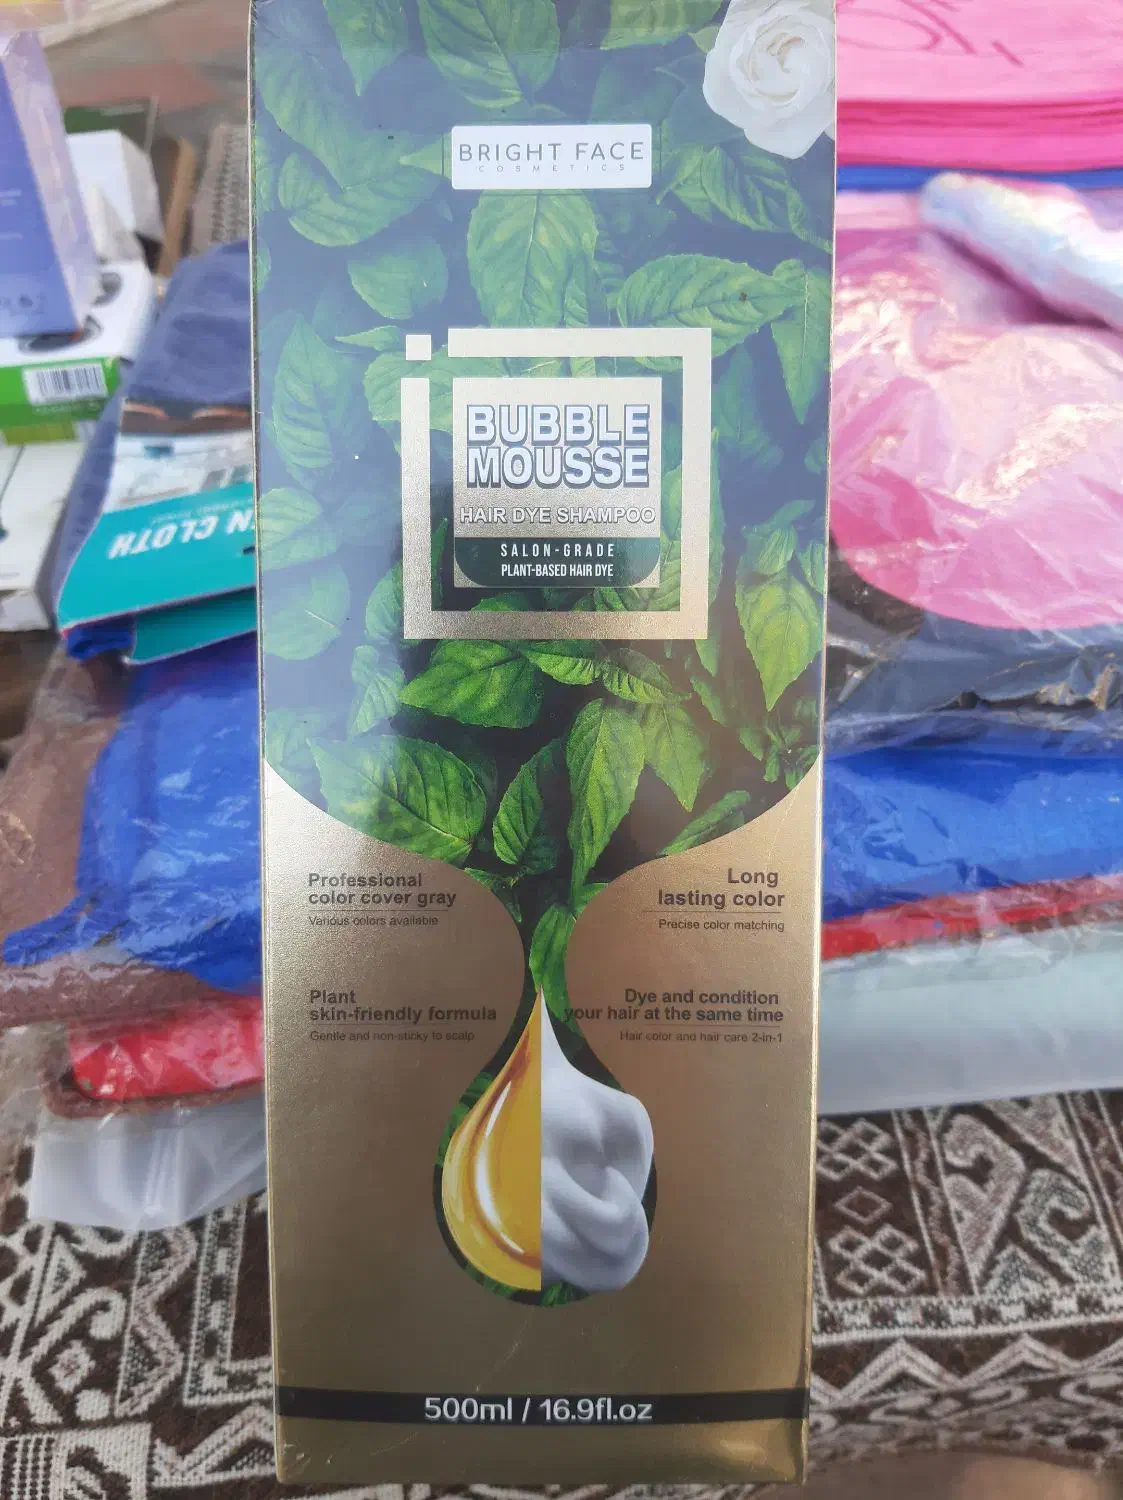 BRIGHT FACE
COSMETICS
BUBBLE
MOUSSE
HAIR DYE SHAMPOO
SALON-GRADE
PLANT-BASED HAIR DYE
Professional
color cover gray
Various colors available
Long
lasting color
Precise color matching
Plant
skin-friendly formula
Gentle and non-sticky to scalp
Dye and condition
your hair at the same time
Hair color and hair care 2-in-1
500ml / 16.9fl.oz
N CLOTH